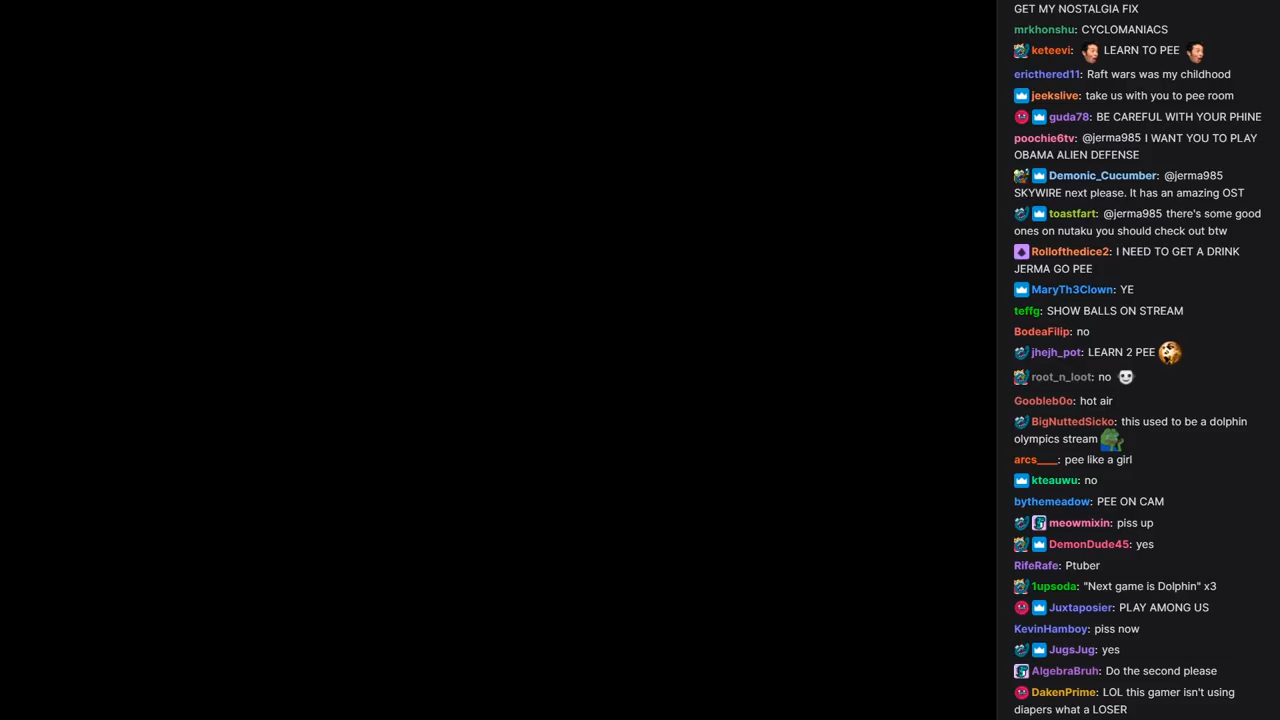 GET MY NOSTALGIA FIX
mrkhonshu: CYCLOMANIACS
keteevi: LEARN TO PEE
ericthered11: Raft wars was my childhood
jeekslive: take us with you to pee room
guda78: BE CAREFUL WITH YOUR PHINE
poochie6tv: @jerma985 I WANT YOU TO PLAY
OBAMA ALIEN DEFENSE
Demonic_Cucumber: @jerma985
SKYWIRE next please. It has an amazing OST
toastfart: @jerma985 there's some good
ones on nutaku you should check out btw
Rollofthedice2: I NEED TO GET A DRINK
JERMA GO PEE
MaryTh3Clown: YE
teffg: SHOW BALLS ON STREAM
BodeaFilip: no
jhejh_pot: LEARN 2 PEE
root_n_loot: no
Goobleb0o: hot air
BigNuttedSicko: this used to be a dolphin
olympics stream
arcs____: pee like a girl
kteauwu: no
bythemeadow: PEE ON CAM
meowmixin: piss up
DemonDude45: yes
RifeRafe: Ptuber
1upsoda: "Next game is Dolphin" x3
Juxtaposier: PLAY AMONG US
KevinHamboy: piss now
JugsJug: yes
AlgebraBruh: Do the second please
DakenPrime: LOL this gamer isn't using
diapers what a LOSER